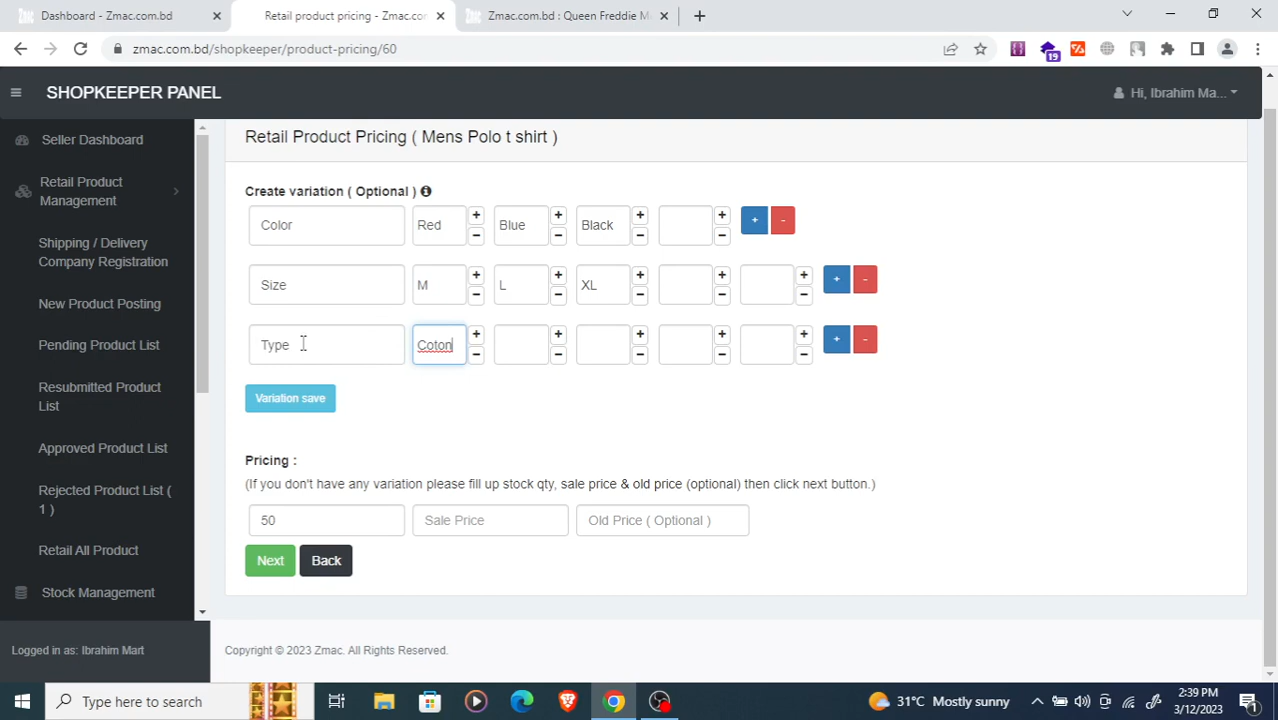 Dashboard - Zmac.com.bd
Retail product pricing - Zmac.co
Zmac.com.bd : Queen Freddie M
zmac.com.bd/shopkeeper/product-pricing/60
19
SHOPKEEPER PANEL
Hi, Ibrahim Ma...
Seller Dashboard
Retail Product
Management
Shipping / Delivery
Company Registration
New Product Posting
Pending Product List
Resubmitted Product
List
Approved Product List
Rejected Product List (
1 )
Retail All Product
Stock Management
Logged in as: Ibrahim Mart
Retail Product Pricing ( Mens Polo t shirt )
Create variation ( Optional )
Color Red + - Blue + - Black + - + - + -
Size M + - L + - XL + - + - + - + -
Type Coton + - + - + - + - + - + -
Variation save
Pricing :
(If you don't have any variation please fill up stock qty, sale price & old price (optional) then click next button.)
50 Sale Price Old Price ( Optional )
Next Back
Copyright © 2023 Zmac. All Rights Reserved.
Type here to search
31°C Mostly sunny
2:39 PM
3/12/2023
1